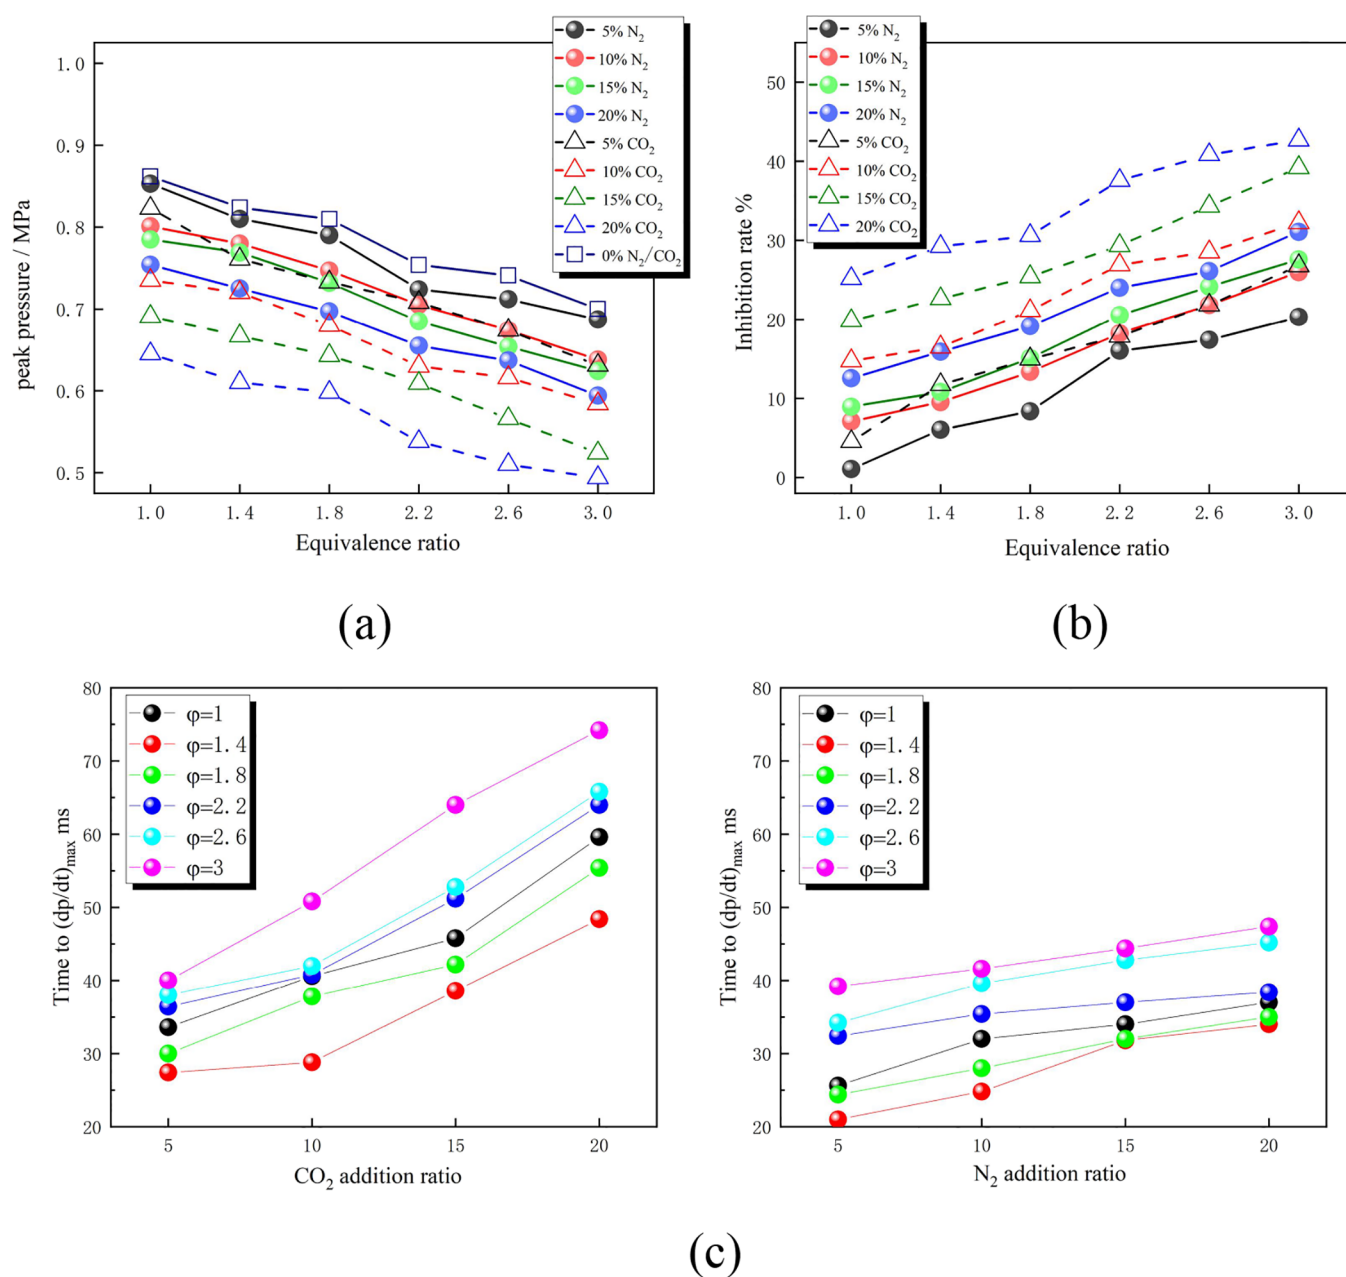 5% N₂
10% N₂
15% N₂
20% N₂
5% CO₂
10% CO₂
15% CO₂
20% CO₂
0% N₂/CO₂
1.0
0.9
0.8
0.7
0.6
0.5
peak pressure / MPa
1.0 1.4 1.8 2.2 2.6 3.0
Equivalence ratio
(a)
5% N₂
10% N₂
15% N₂
20% N₂
5% CO₂
10% CO₂
15% CO₂
20% CO₂
50
40
30
20
10
0
Inhibition rate %
1.0 1.4 1.8 2.2 2.6 3.0
Equivalence ratio
(b)
φ=1
φ=1.4
φ=1.8
φ=2.2
φ=2.6
φ=3
80
70
60
50
40
30
20
Time to (dp/dt)max ms
5 10 15 20
CO₂ addition ratio
φ=1
φ=1.4
φ=1.8
φ=2.2
φ=2.6
φ=3
80
70
60
50
40
30
20
Time to (dp/dt)max ms
5 10 15 20
N₂ addition ratio
(c)